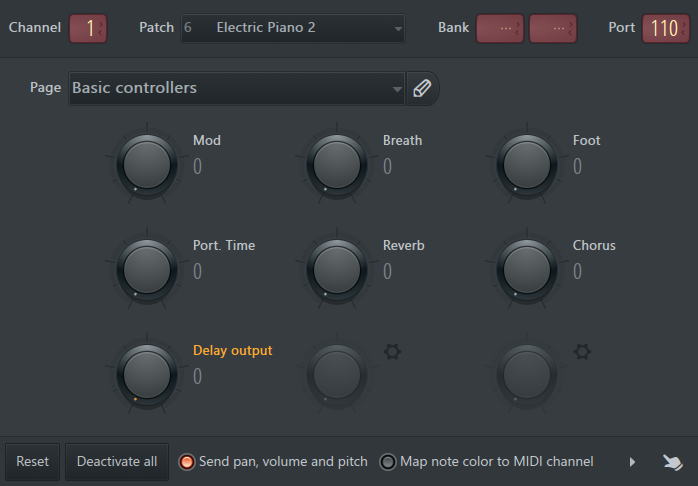 Channel 1 Patch 6 Electric Piano 2 Bank ... ... Port 110
Page Basic controllers
Mod Breath Foot
0 0 0
Port. Time Reverb Chorus
0 0 0
Delay output
0
Reset Deactivate all Send pan, volume and pitch Map note color to MIDI channel